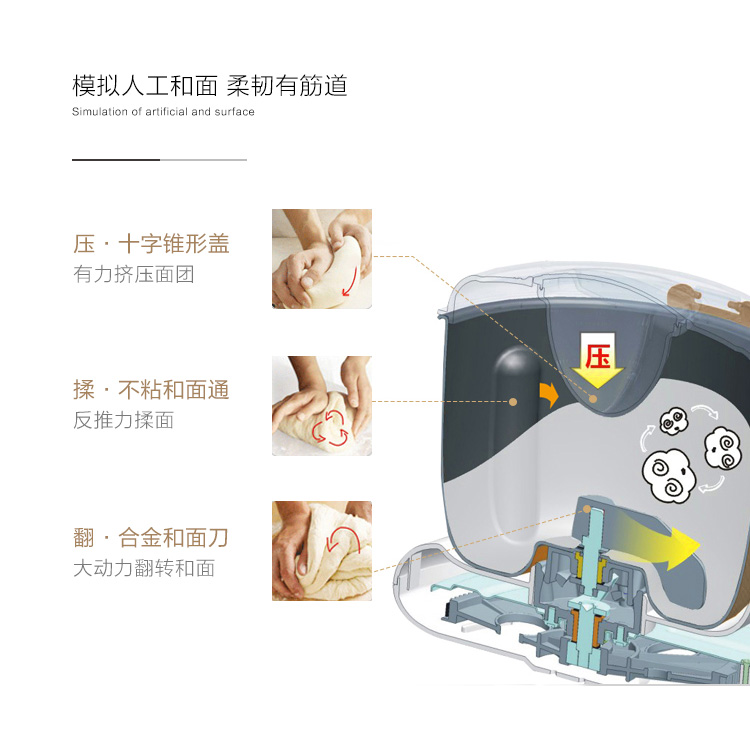 模拟人工和面 柔韧有筋道
Simulation of artificial and surface
压·十字锥形盖
有力挤压面团
压
揉·不粘和面通
反推力揉面
翻·合金和面刀
大动力翻转和面